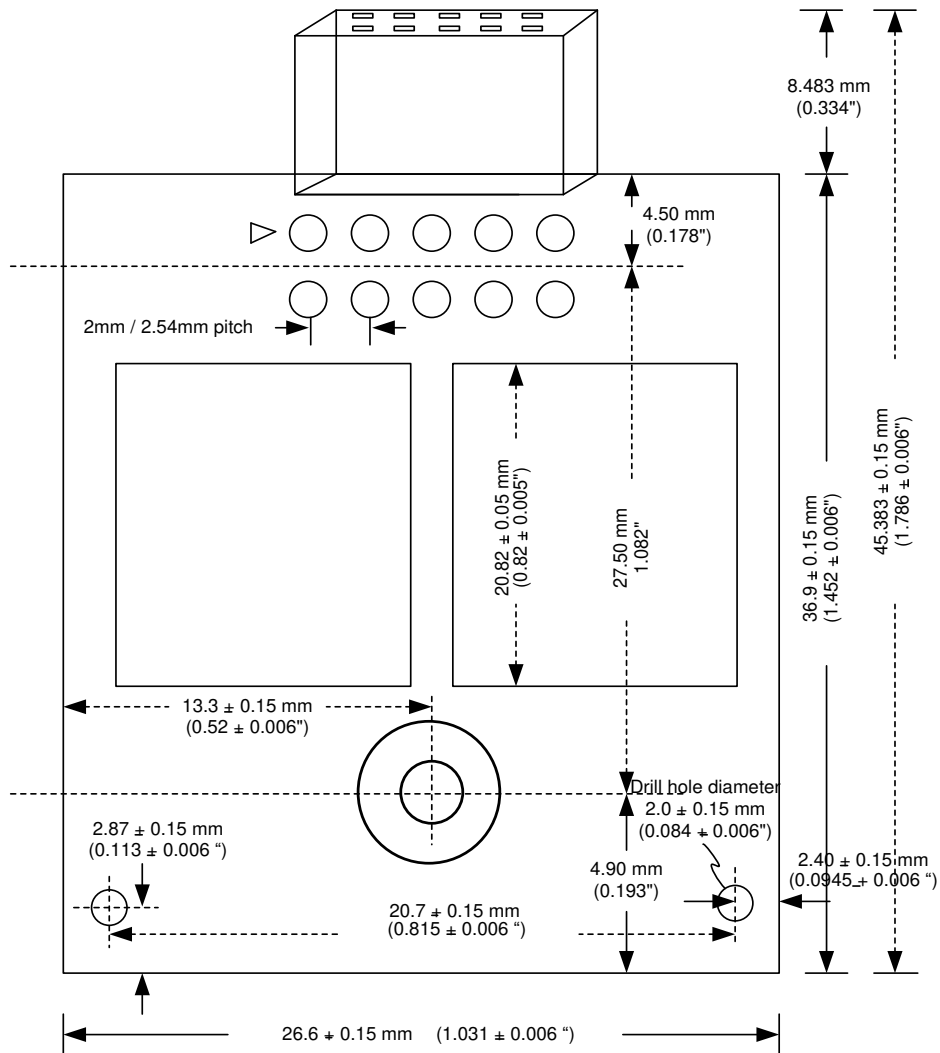 8.483 mm
(0.334")
4.50 mm
(0.178")
2mm / 2.54mm pitch
20.82 ± 0.05 mm
(0.82 ± 0.005")
27.50 mm
1.082"
36.9 ± 0.15 mm
(1.452 ± 0.006")
45.383 ± 0.15 mm
(1.786 ± 0.006")
13.3 ± 0.15 mm
(0.52 ± 0.006")
Drill hole diameter
2.0 ± 0.15 mm
(0.084 ± 0.006")
2.87 ± 0.15 mm
(0.113 ± 0.006 “)
4.90 mm
(0.193")
2.40 ± 0.15 mm
(0.0945 ± 0.006 “)
20.7 ± 0.15 mm
(0.815 ± 0.006 “)
26.6 ± 0.15 mm (1.031 ± 0.006 “)